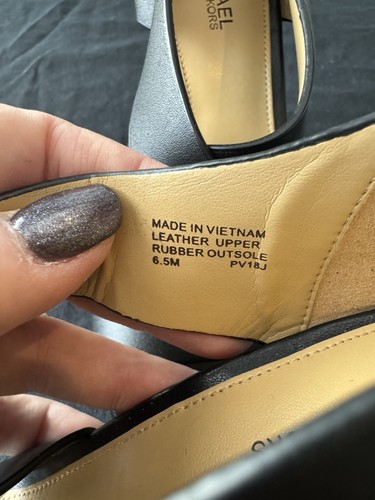 AEL
KORS
MADE IN VIETNAM
LEATHER UPPER
RUBBER OUTSOLE
6.5M PV18J